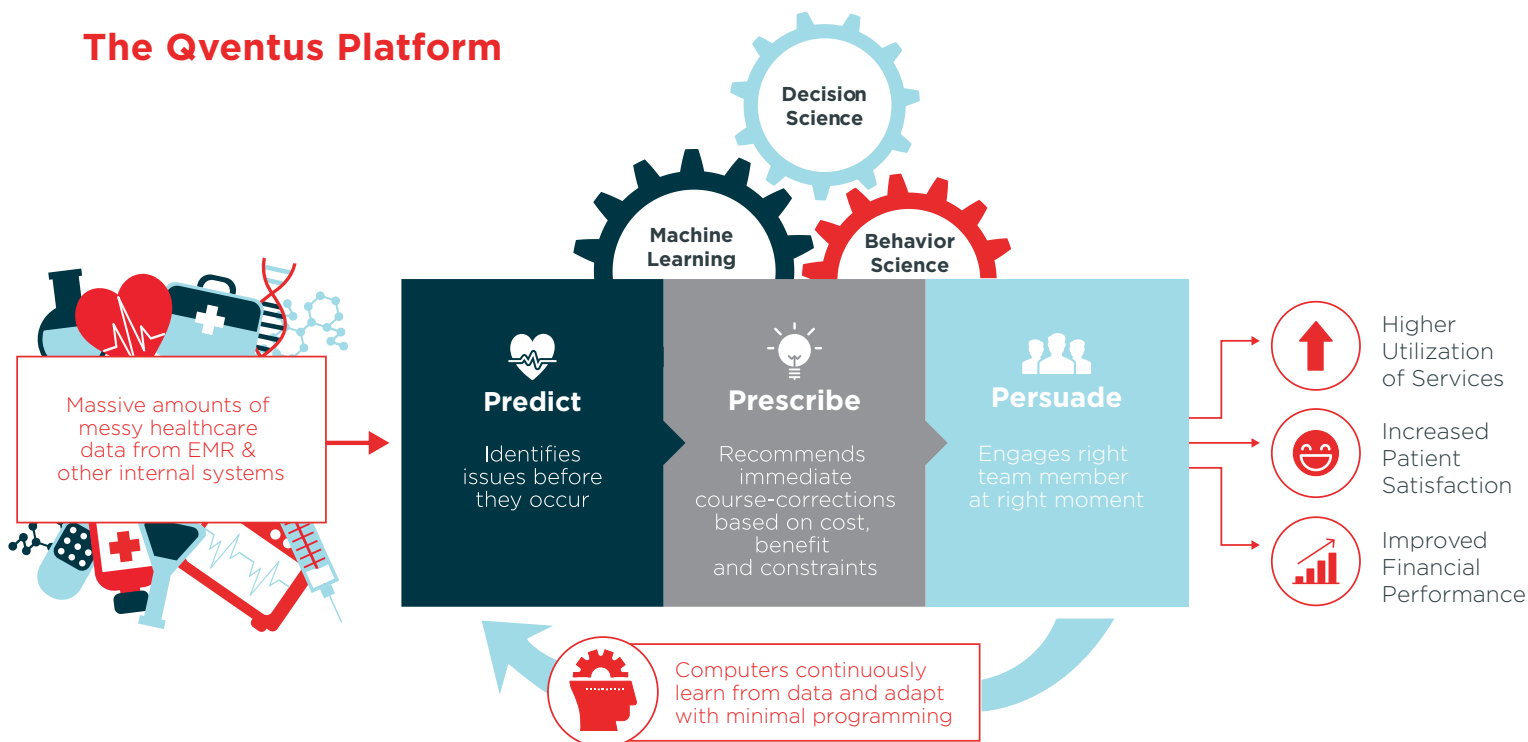 The Qventus Platform
Decision
Science
Machine
Learning
Behavior
Science
Massive amounts of
messy healthcare
data from EMR &
other internal systems
Predict
Identifies
issues before
they occur
Prescribe
Recommends
immediate
course-corrections
based on cost,
benefit
and constraints
Persuade
Engages right
team member
at right moment
Higher
Utilization
of Services
Increased
Patient
Satisfaction
Improved
Financial
Performance
Computers continuously
learn from data and adapt
with minimal programming